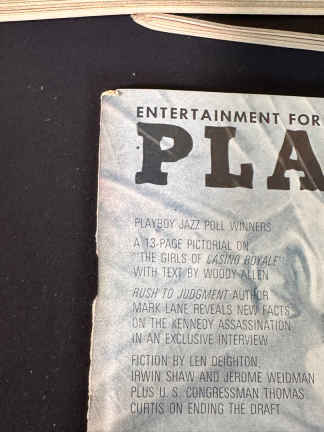 ENTERTAINMENT FOR
PLA
PLAYBOY JAZZ POLL WINNERS
A 13-PAGE PICTORIAL ON
"THE GIRLS OF CASINO ROYALE"
WITH TEXT BY WOODY ALLEN
RUSH TO JUDGMENT AUTHOR
MARK LANE REVEALS NEW FACTS
ON THE KENNEDY ASSASSINATION
IN AN EXCLUSIVE INTERVIEW
FICTION BY LEN DEIGHTON,
IRWIN SHAW AND JEROME WEIDMAN
PLUS U. S. CONGRESSMAN THOMAS
CURTIS ON ENDING THE DRAFT